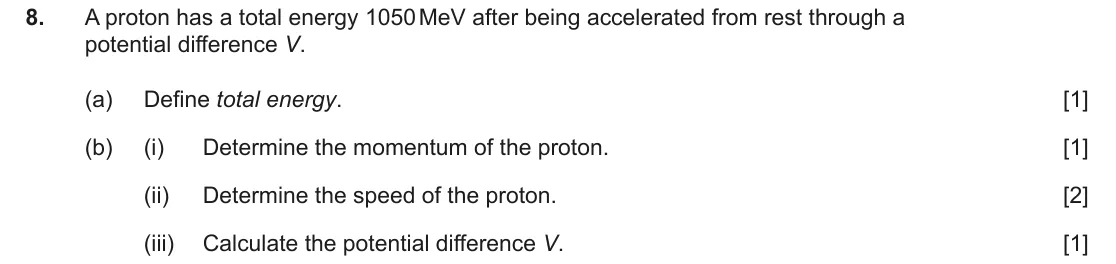 8. A proton has a total energy 1050 MeV after being accelerated from rest through a
potential difference V.
(a) Define total energy. [1]
(b) (i) Determine the momentum of the proton. [1]
(ii) Determine the speed of the proton. [2]
(iii) Calculate the potential difference V. [1]